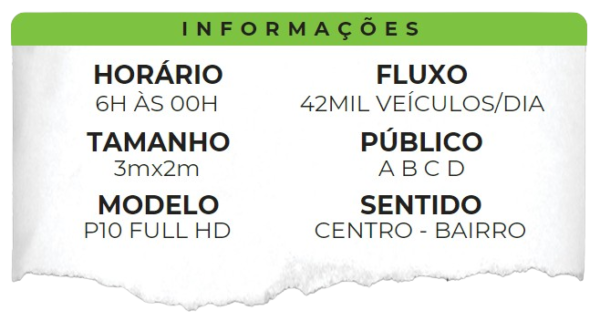 INFORMAÇÕES
HORÁRIO
6H ÀS 00H
FLUXO
42MIL VEÍCULOS/DIA
TAMANHO
3mx2m
PÚBLICO
A B C D
MODELO
P10 FULL HD
SENTIDO
CENTRO - BAIRRO